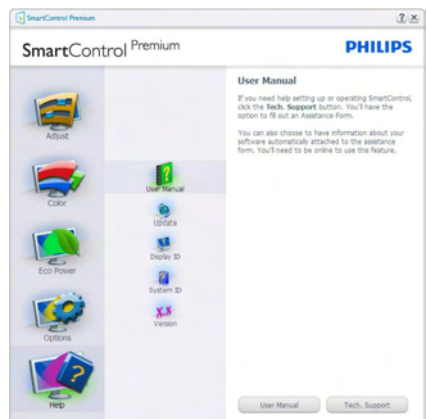 SmartControl Premium
SmartControl Premium
PHILIPS
Adjust
Color
Eco Power
Options
Help
User Manual
Update
Display ID
System ID
Version
User Manual
If you need help setting up or operating SmartControl,
click the Tech. Support button. You'll have the
option to fill out an Assistance Form.
You can also choose to have information about your
software automatically attached to the assistance
form. You'll need to be online to use this feature.
User Manual
Tech. Support